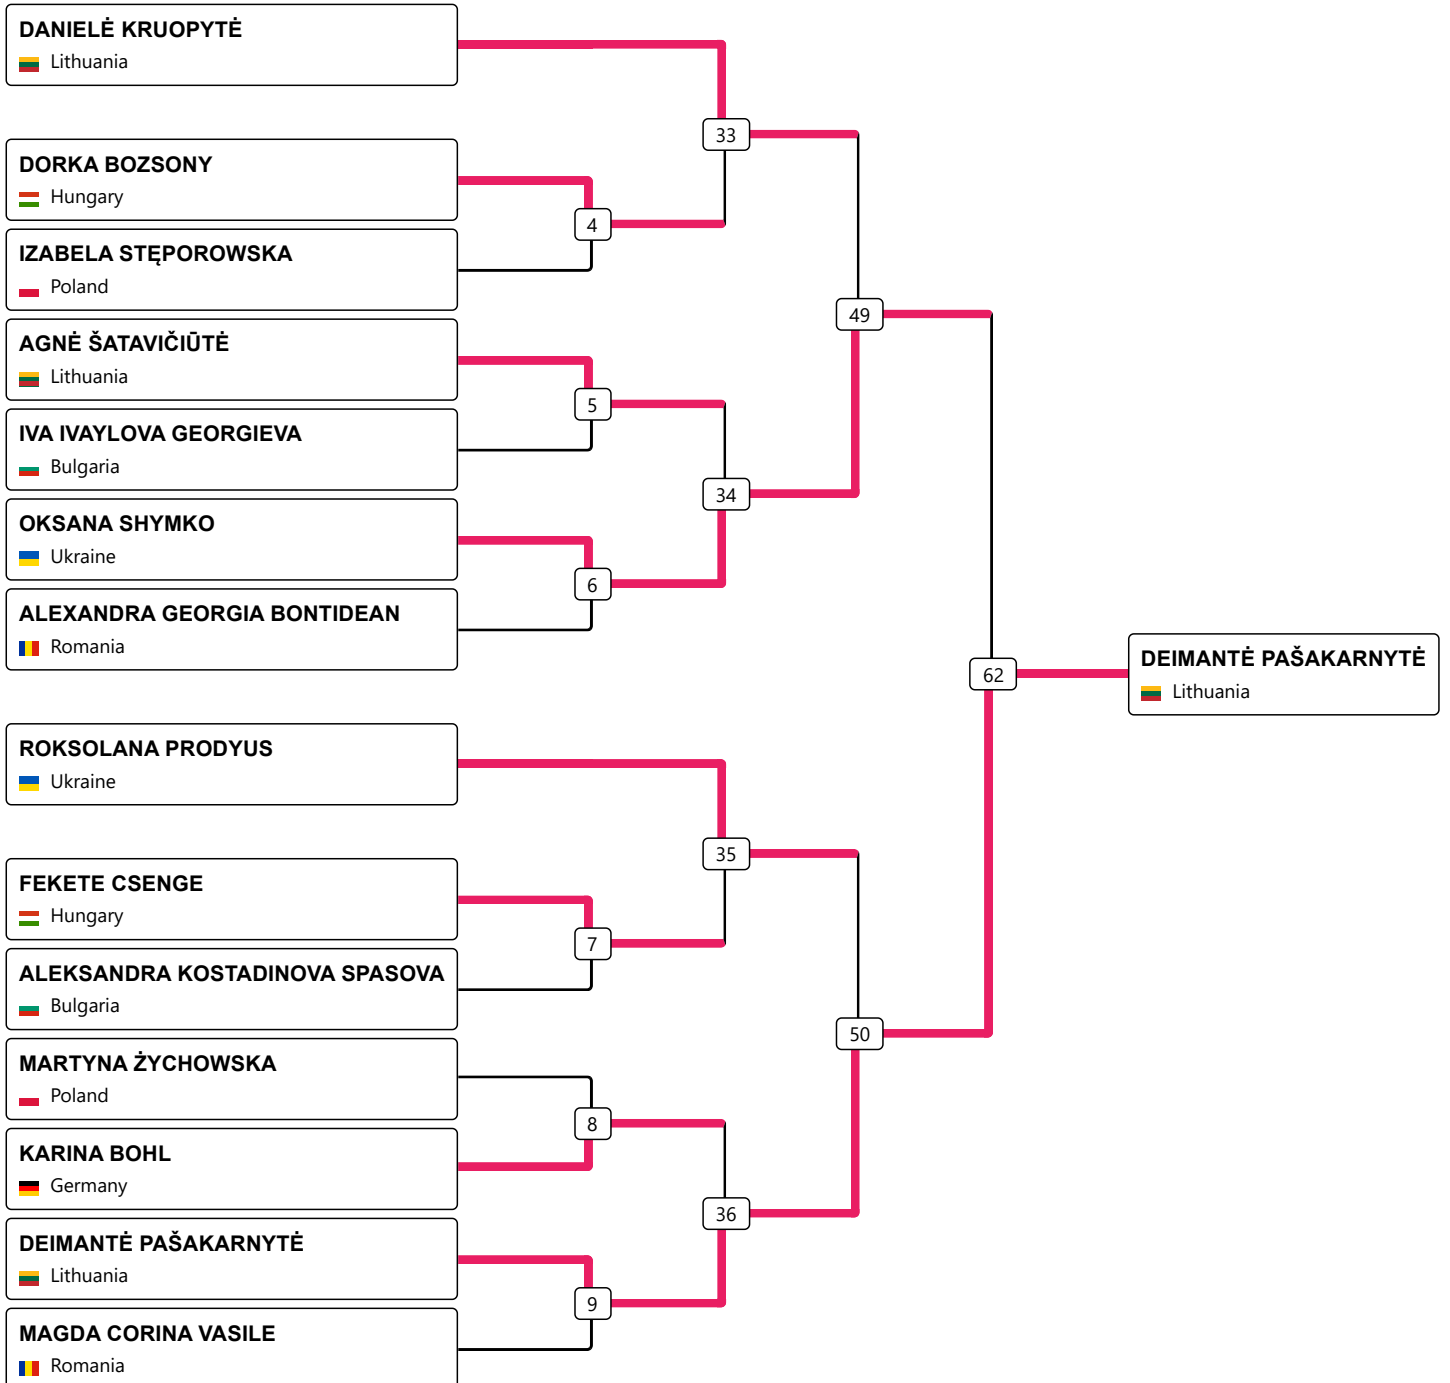 DANIELĖ KRUOPYTĖ
Lithuania
33
DORKA BOZSONY
Hungary
4
IZABELA STĘPOROWSKA
Poland
49
AGNĖ ŠATAVIČIŪTĖ
Lithuania
5
IVA IVAYLOVA GEORGIEVA
Bulgaria
34
OKSANA SHYMKO
Ukraine
6
ALEXANDRA GEORGIA BONTIDEAN
Romania
62
DEIMANTĖ PAŠAKARNYTĖ
Lithuania
ROKSOLANA PRODYUS
Ukraine
35
FEKETE CSENGE
Hungary
7
ALEKSANDRA KOSTADINOVA SPASOVA
Bulgaria
50
MARTYNA ŻYCHOWSKA
Poland
8
KARINA BOHL
Germany
36
DEIMANTĖ PAŠAKARNYTĖ
Lithuania
9
MAGDA CORINA VASILE
Romania